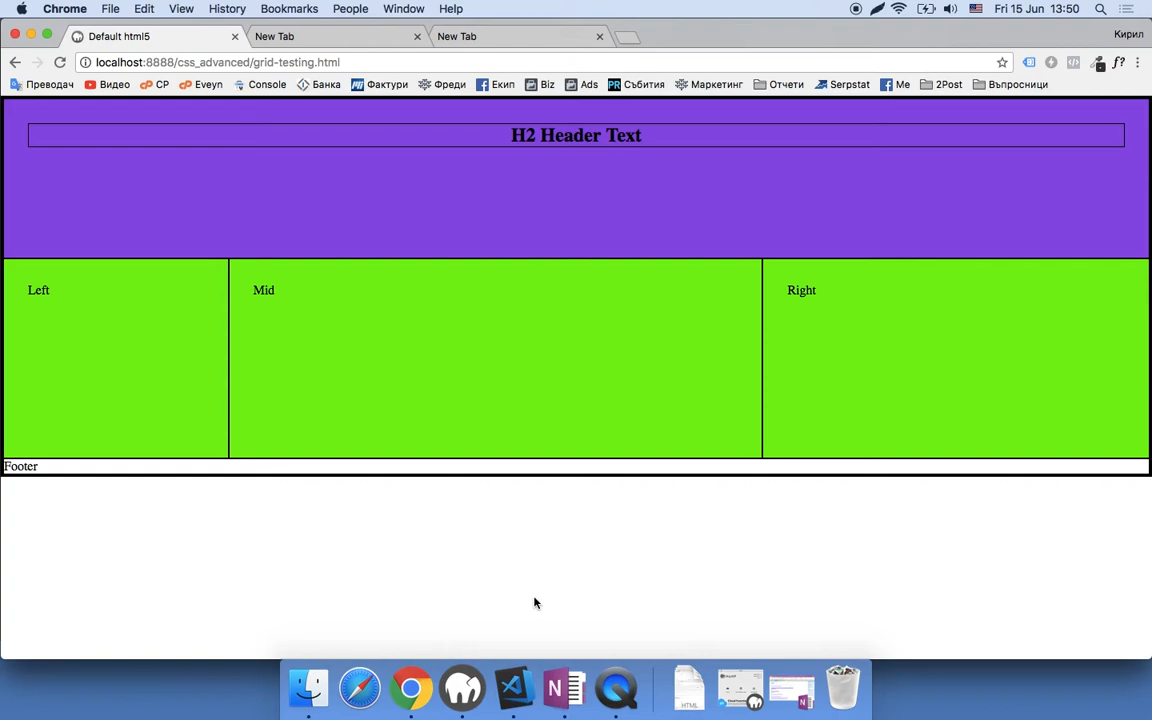 Chrome File Edit View History Bookmarks People Window Help Fri 15 Jun 13:50
Default html5 New Tab New Tab Кирил
localhost:8888/css_advanced/grid-testing.html f?
Преводач Видео CP Eveyn Console Банка Фактури Фреди Екип Biz Ads PR Събития Маркетинг Отчети Serpstat Me 2Post Въпросници
H2 Header Text
Left Mid Right
Footer
HTML